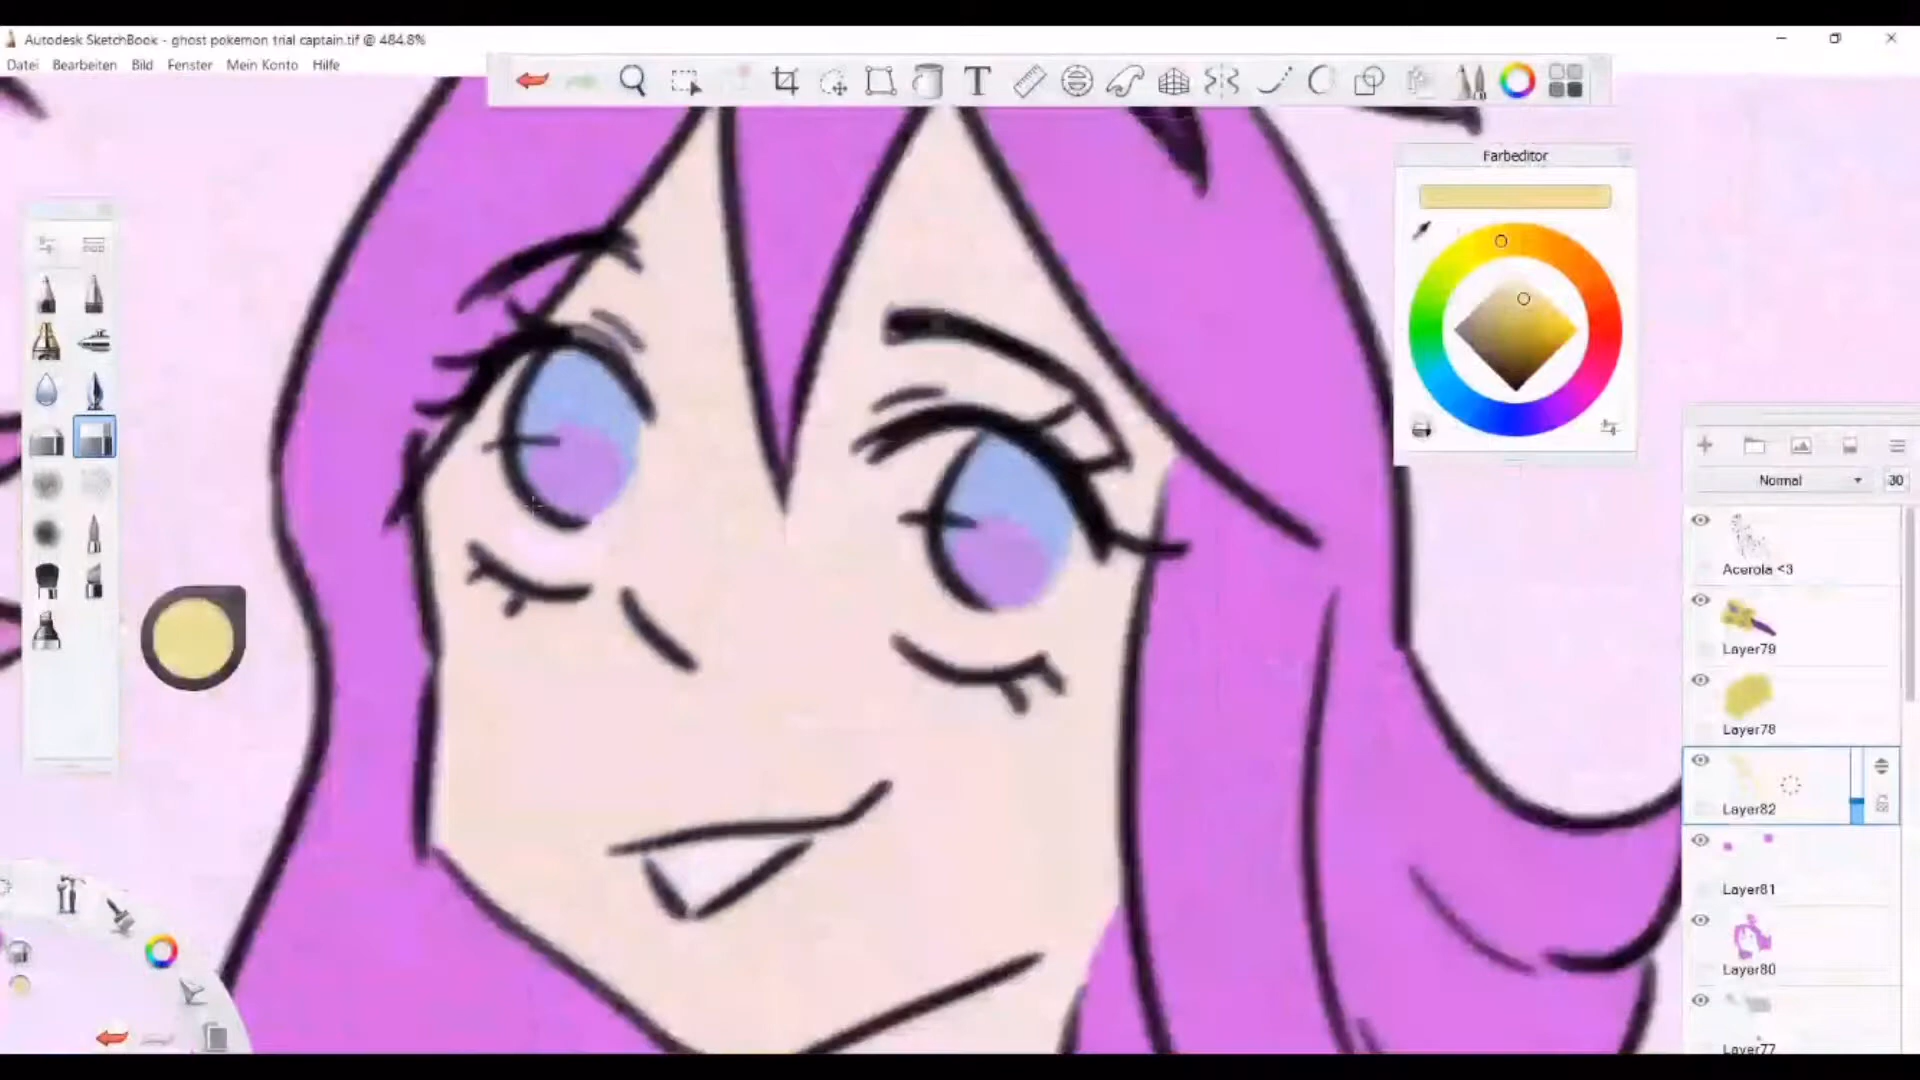 Autodesk SketchBook - ghost pokemon trial captain.tif @ 484.8%
Datei Bearbeiten Bild Fenster Mein Konto Hilfe
T
Farbeditor
Normal 30
Acerola <3
Layer79
Layer78
Layer82
Layer81
Layer80
Layer77